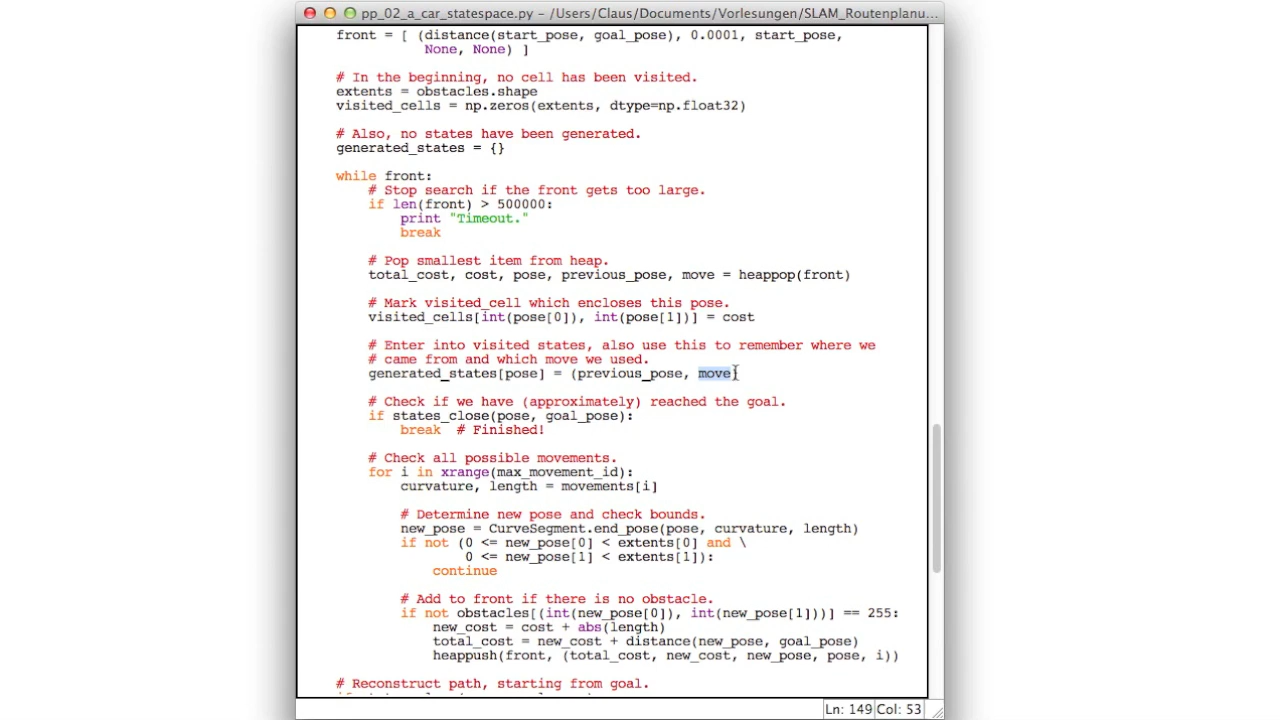 pp_02_a_car_statespace.py – /Users/Claus/Documents/Vorlesungen/SLAM_Routenplanu...
front = [ (distance(start_pose, goal_pose), 0.0001, start_pose,
None, None) ]
# In the beginning, no cell has been visited.
extents = obstacles.shape
visited_cells = np.zeros(extents, dtype=np.float32)
# Also, no states have been generated.
generated_states = {}
while front:
# Stop search if the front gets too large.
if len(front) > 500000:
print "Timeout."
break
# Pop smallest item from heap.
total_cost, cost, pose, previous_pose, move = heappop(front)
# Mark visited_cell which encloses this pose.
visited_cells[int(pose[0]), int(pose[1])] = cost
# Enter into visited states, also use this to remember where we
# came from and which move we used.
generated_states[pose] = (previous_pose, move)
# Check if we have (approximately) reached the goal.
if states_close(pose, goal_pose):
break  # Finished!
# Check all possible movements.
for i in xrange(max_movement_id):
curvature, length = movements[i]
# Determine new pose and check bounds.
new_pose = CurveSegment.end_pose(pose, curvature, length)
if not (0 <= new_pose[0] < extents[0] and \
0 <= new_pose[1] < extents[1]):
continue
# Add to front if there is no obstacle.
if not obstacles[(int(new_pose[0]), int(new_pose[1]))] == 255:
new_cost = cost + abs(length)
total_cost = new_cost + distance(new_pose, goal_pose)
heappush(front, (total_cost, new_cost, new_pose, pose, i))
# Reconstruct path, starting from goal.
Ln: 149 Col: 53